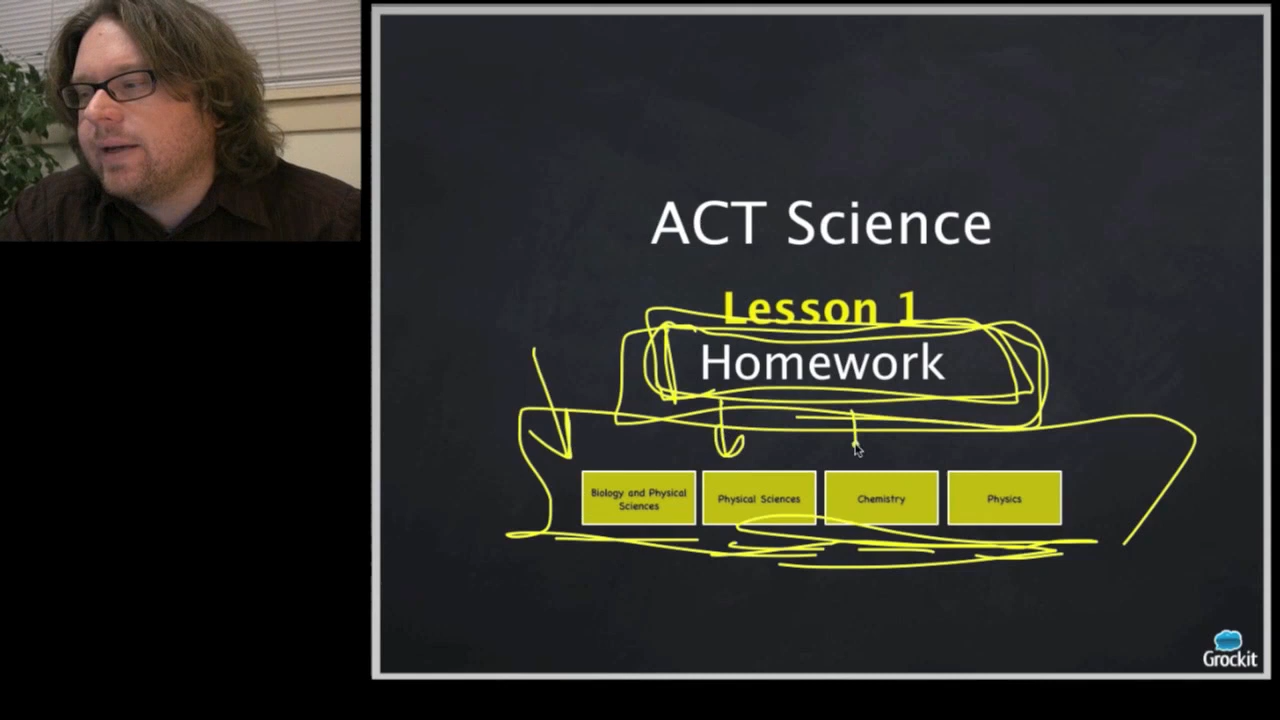 ACT Science
Lesson 1
Homework
Biology and Physical Sciences
Physical Sciences
Chemistry
Physics
Grockit